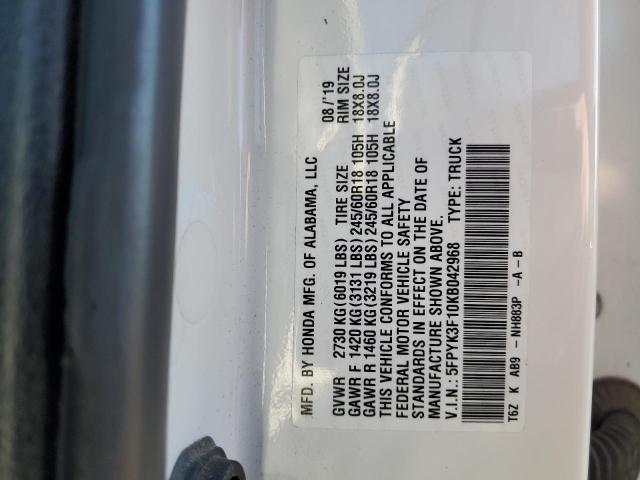 MFD. BY HONDA MFG. OF ALABAMA, LLC 08/'19
GVWR 2730 KG(6019 LBS) TIRE SIZE RIM SIZE
GAWR F 1420 KG(3131 LBS)245/60R18 105H 18X8.0J
GAWR R 1460 KG(3219 LBS)245/60R18 105H 18X8.0J
THIS VEHICLE CONFORMS TO ALL APPLICABLE
FEDERAL MOTOR VEHICLE SAFETY
STANDARDS IN EFFECT ON THE DATE OF
MANUFACTURE SHOWN ABOVE.
V.I.N.: 5FPYK3F10KB042968 TYPE: TRUCK
T6Z K AB9 - NH883P -A-B